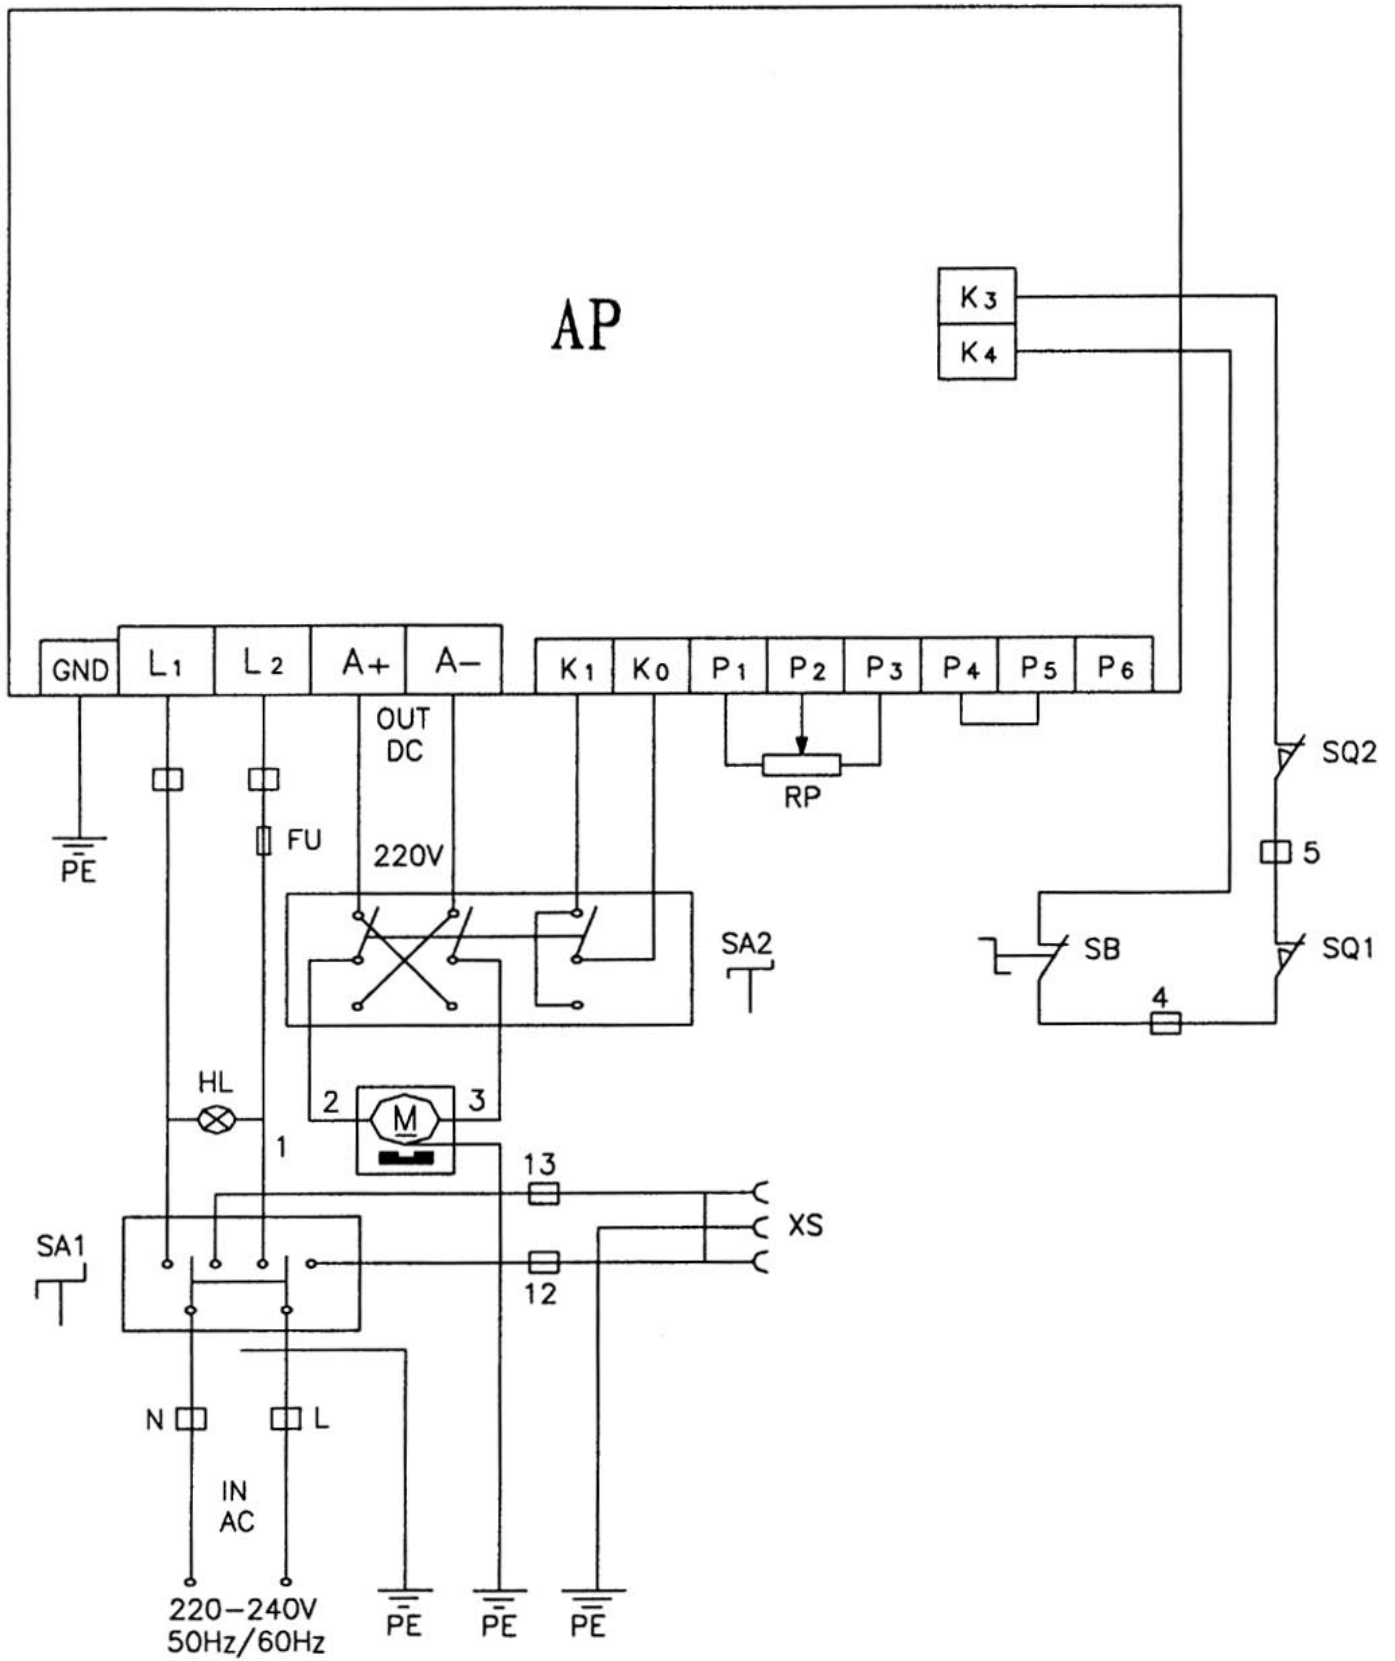 AP
K3
K4
GND
L1
L2
A+
A-
K1
K0
P1
P2
P3
P4
P5
P6
OUT
DC
RP
SQ2
PE
FU
220V
5
SA2
SB
SQ1
4
HL
2
M
3
1
13
SA1
XS
12
N
L
IN
AC
220-240V
50Hz/60Hz
PE
PE
PE